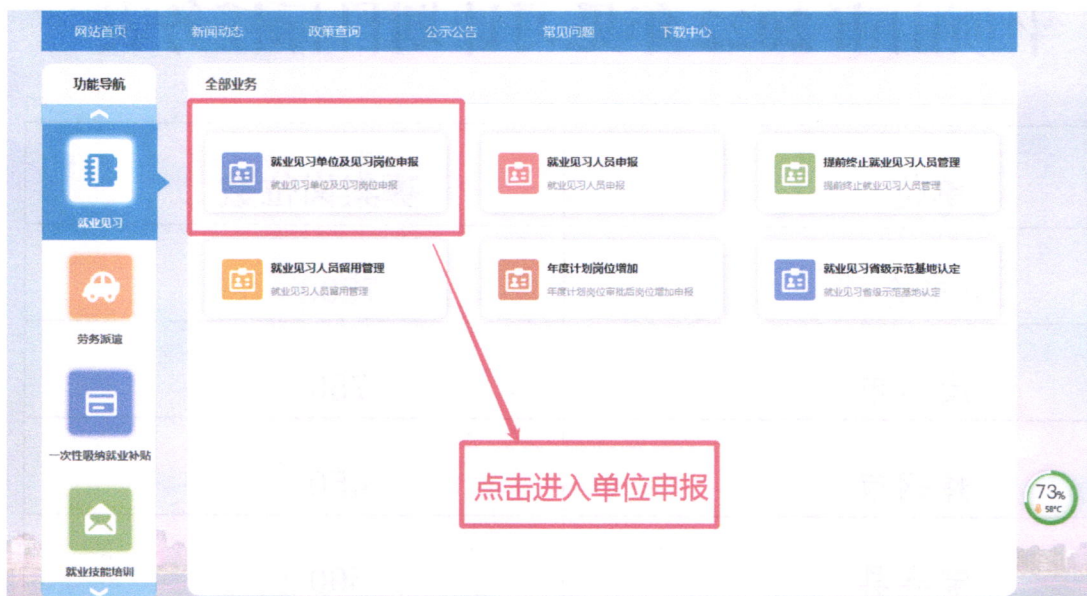 网站首页 新闻动态 政策查询 公示公告 常见问题 下载中心
功能导航
全部业务
就业见习
劳务派遣
一次性吸纳就业补贴
就业技能培训
就业见习单位及见习岗位申报
就业见习单位及见习岗位申报
就业见习人员申报
就业见习人员申报
提前终止就业见习人员管理
提前终止就业见习人员管理
就业见习人员留用管理
就业见习人员留用管理
年度计划岗位增加
年度计划岗位审批后岗位增加申报
就业见习省级示范基地认定
就业见习省级示范基地认定
点击进入单位申报
73%
58°C